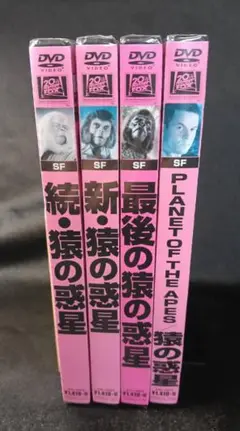 DVD
VIDEO
20th
CENTURY
FOX
SF
続・猿の惑星
DVD
VIDEO
20th
CENTURY
FOX
SF
新・猿の惑星
DVD
VIDEO
20th
CENTURY
FOX
SF
最後の猿の惑星
DVD
VIDEO
20th
CENTURY
FOX
SF
PLANET OF THE APES/猿の惑星